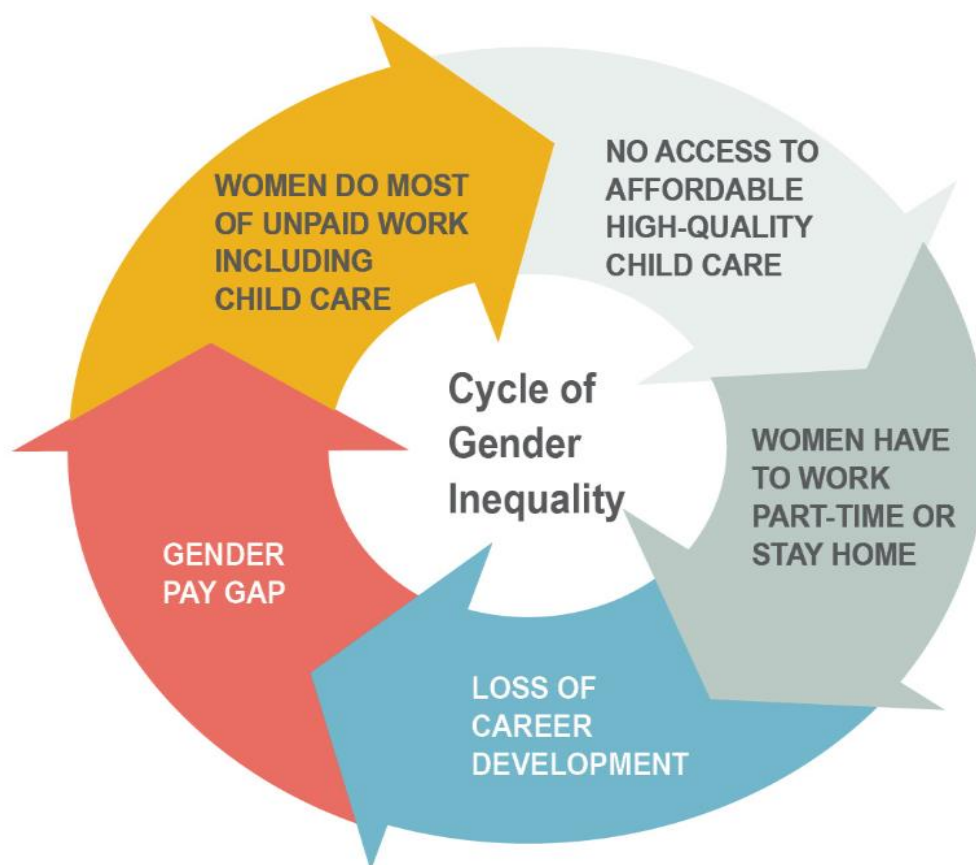 WOMEN DO MOST
OF UNPAID WORK
INCLUDING
CHILD CARE
NO ACCESS TO
AFFORDABLE
HIGH-QUALITY
CHILD CARE
WOMEN HAVE
TO WORK
PART-TIME OR
STAY HOME
LOSS OF
CAREER
DEVELOPMENT
GENDER
PAY GAP
Cycle of
Gender
Inequality